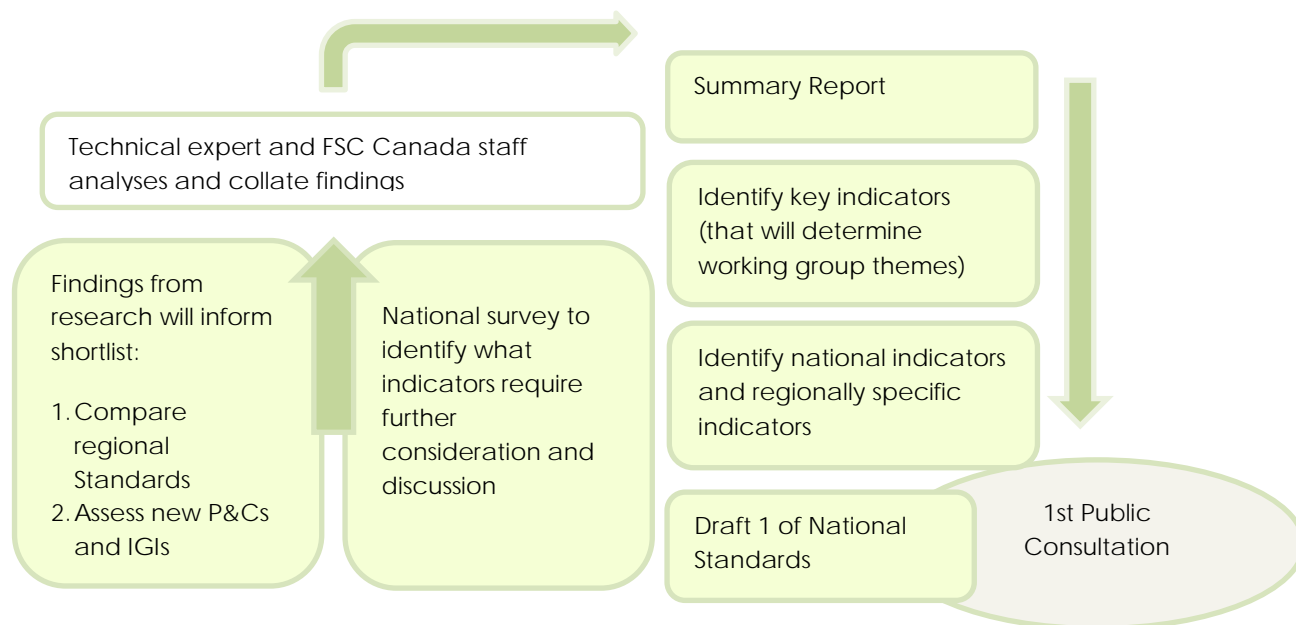 Technical expert and FSC Canada staff
analyses and collate findings
Findings from
research will inform
shortlist:
1. Compare
regional
Standards
2. Assess new P&Cs
and IGIs
National survey to
identify what
indicators require
further
consideration and
discussion
Summary Report
Identify key indicators
(that will determine
working group themes)
Identify national indicators
and regionally specific
indicators
Draft 1 of National
Standards
1st Public
Consultation